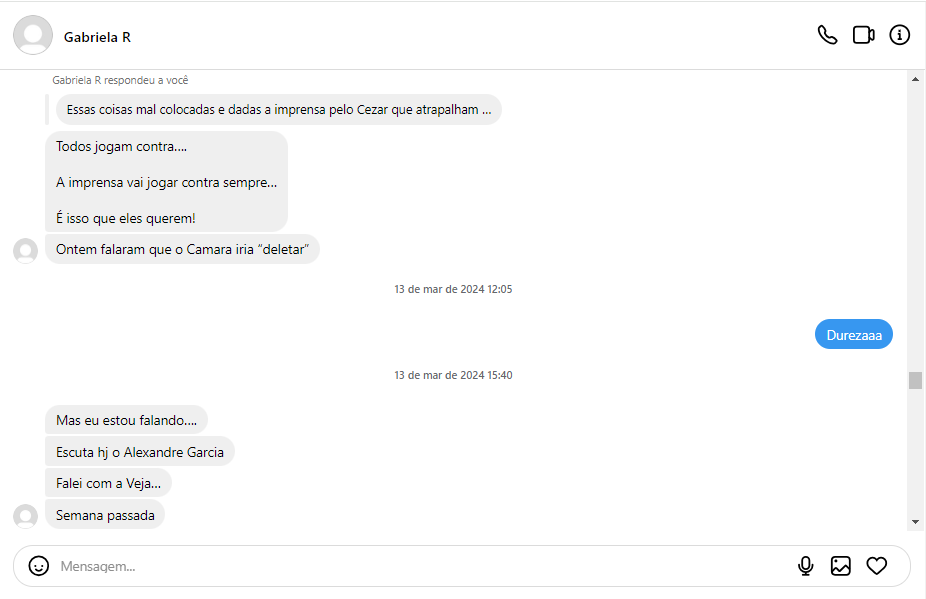 Gabriela R
Gabriela R respondeu a você
Essas coisas mal colocadas e dadas a imprensa pelo Cezar que atrapalham ...
Todos jogam contra....
A imprensa vai jogar contra sempre...
É isso que eles querem!
Ontem falaram que o Camara iria “deletar”
13 de mar de 2024 12:05
Durezaaa
13 de mar de 2024 15:40
Mas eu estou falando....
Escuta hj o Alexandre Garcia
Falei com a Veja...
Semana passada
Mensagem...